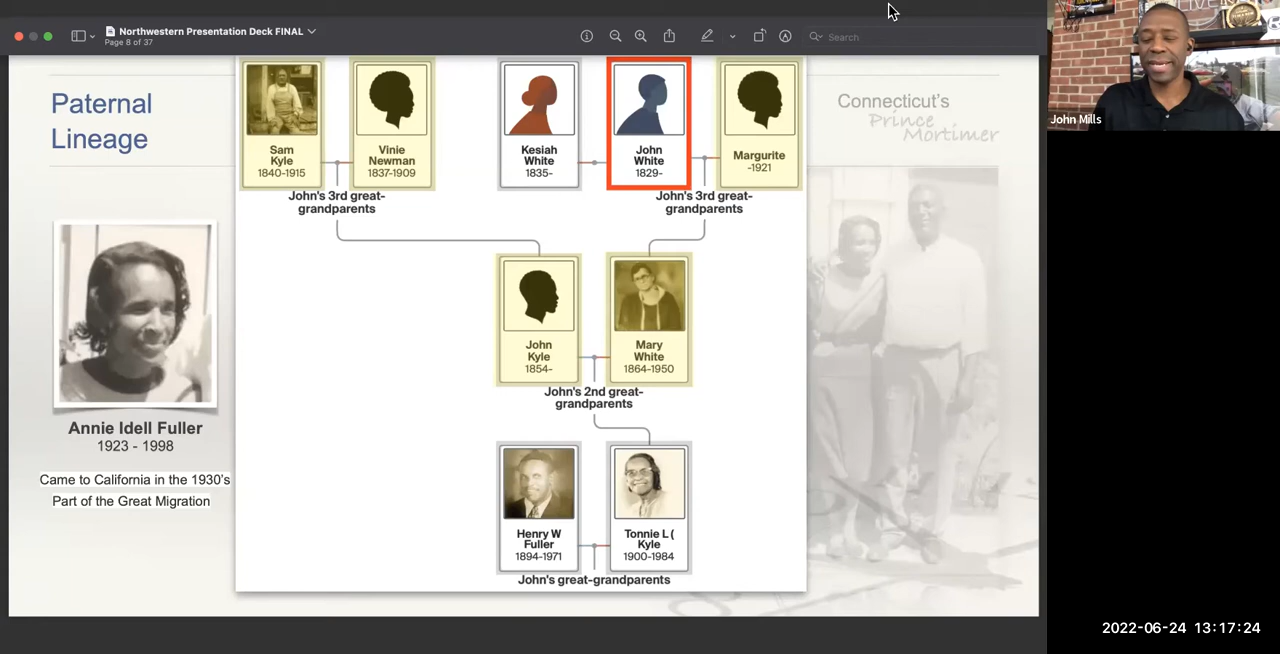 Northwestern Presentation Deck FINAL
Page 8 of 37
Search
Paternal
Lineage
Connecticut's
Prince
Mortimer
John Mills
Sam
Kyle
1840-1915
Vinie
Newman
1837-1909
Kesiah
White
1835-
John
White
1829-
Margurite
-1921
John's 3rd great-
grandparents
John's 3rd great-
grandparents
John
Kyle
1854-
Mary
White
1864-1950
John's 2nd great-
grandparents
Annie Idell Fuller
1923 - 1998
Came to California in the 1930's
Part of the Great Migration
Henry W
Fuller
1894-1971
Tonnie L (
Kyle
1900-1984
John's great-grandparents
2022-06-24 13:17:24